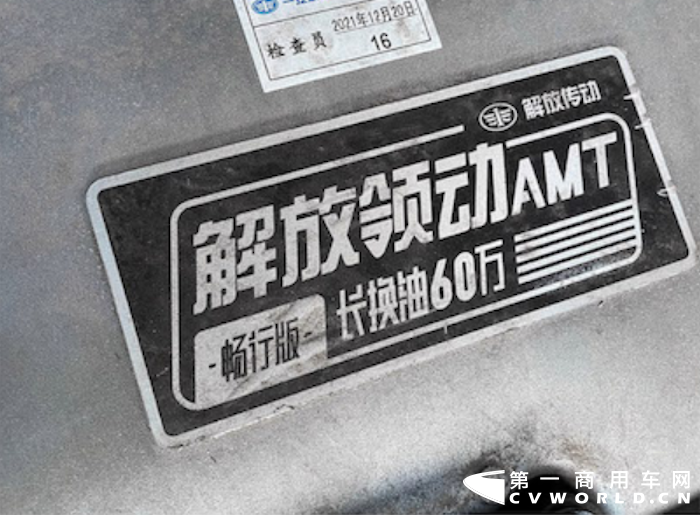 2021年12月20日
检查员 16
解放传动
解放领动AMT
-畅行版- 长换油60万
第一商用车网
CVWORLD.CN